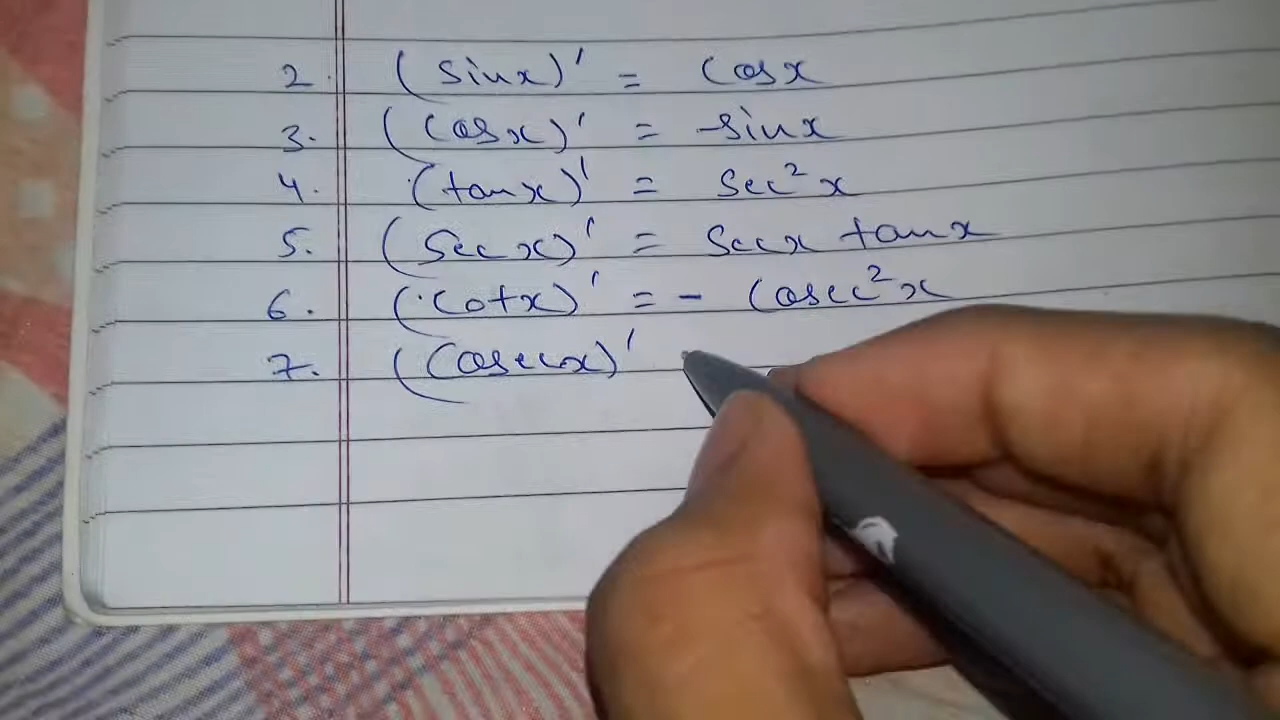 2. (sinx)' = cosx
3. (cosx)' = -sinx
4. (tanx)' = sec²x
5. (secx)' = secx tanx
6. (cotx)' = - cosec²x
7. (cosecx)'